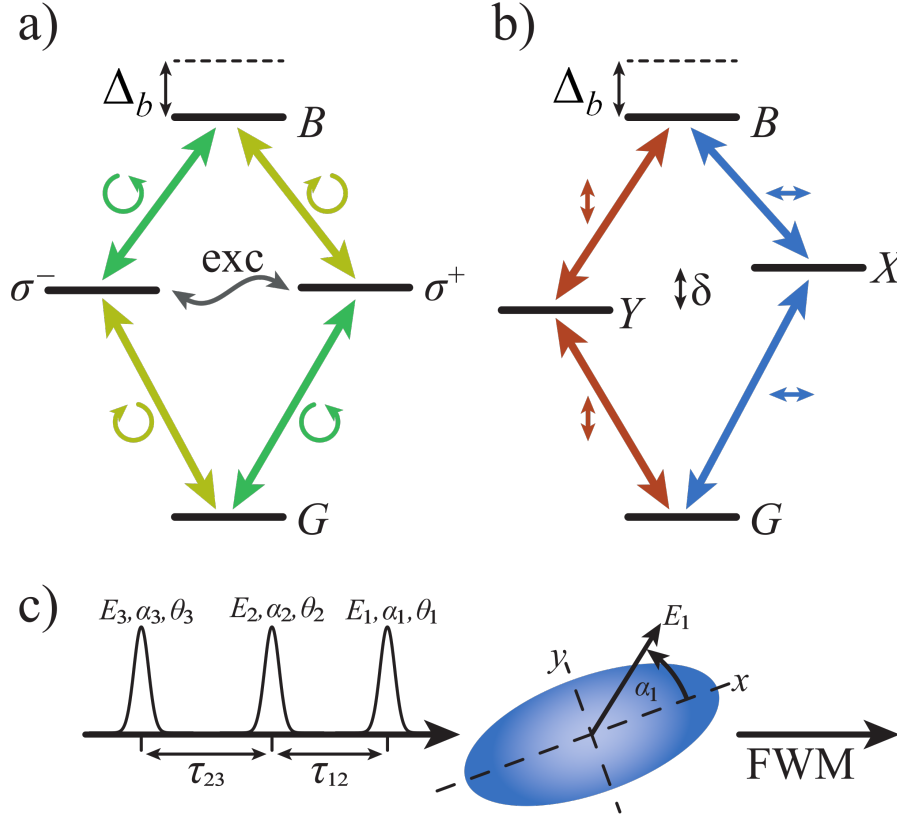 a)
Δb
B
exc
σ−
σ+
G
b)
Δb
B
X
δ
Y
G
c)
E3, α3, θ3
E2, α2, θ2
E1, α1, θ1
τ23
τ12
E1
y
α1
x
FWM